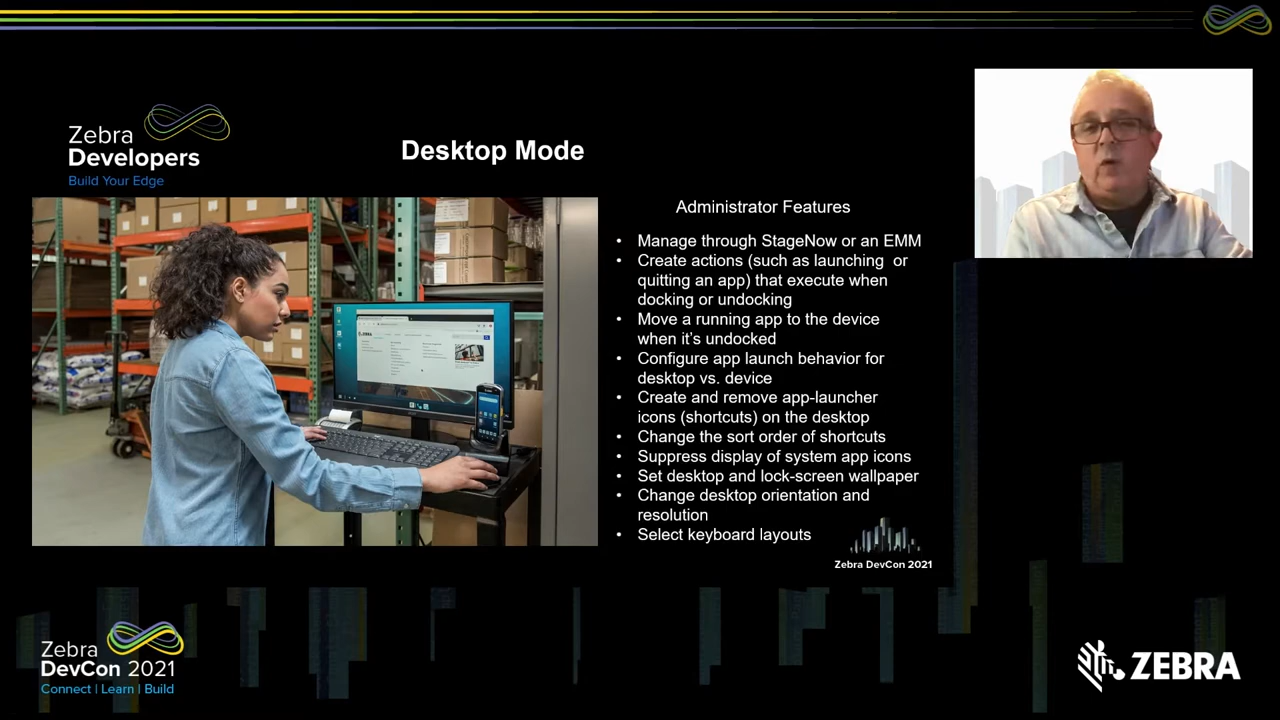 Zebra
Developers
Build Your Edge
Desktop Mode
Administrator Features
• Manage through StageNow or an EMM
• Create actions (such as launching or
quitting an app) that execute when
docking or undocking
• Move a running app to the device
when it's undocked
• Configure app launch behavior for
desktop vs. device
• Create and remove app-launcher
icons (shortcuts) on the desktop
• Change the sort order of shortcuts
• Suppress display of system app icons
• Set desktop and lock-screen wallpaper
• Change desktop orientation and
resolution
• Select keyboard layouts
Zebra DevCon 2021
Zebra
DevCon 2021
Connect | Learn | Build
ZEBRA